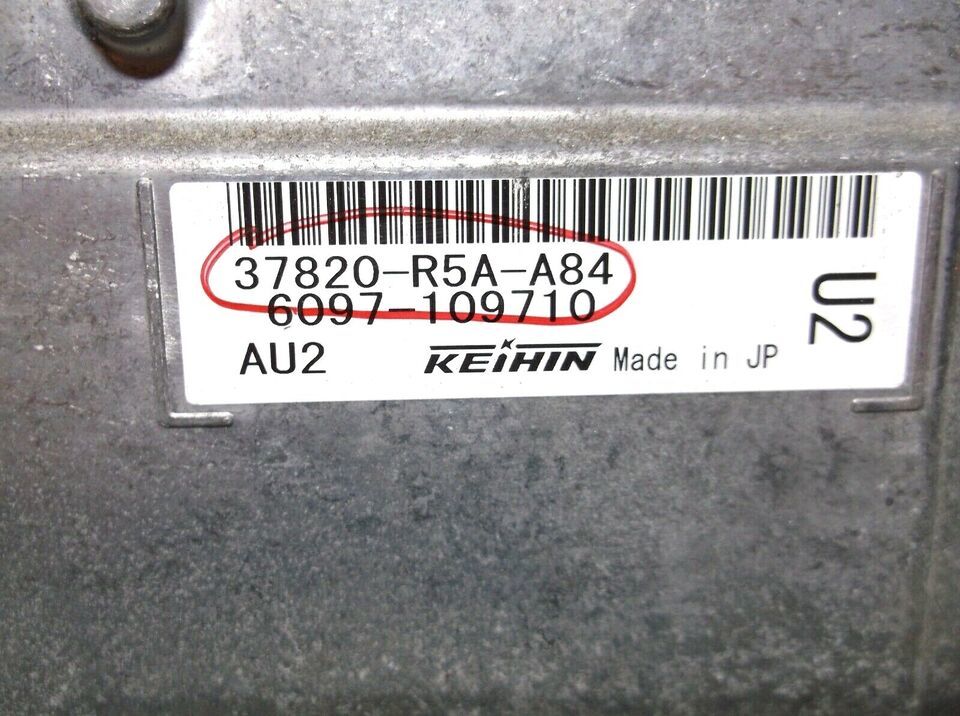 37820-R5A-A84
6097-109710
AU2 KEIHIN Made in JP
U2